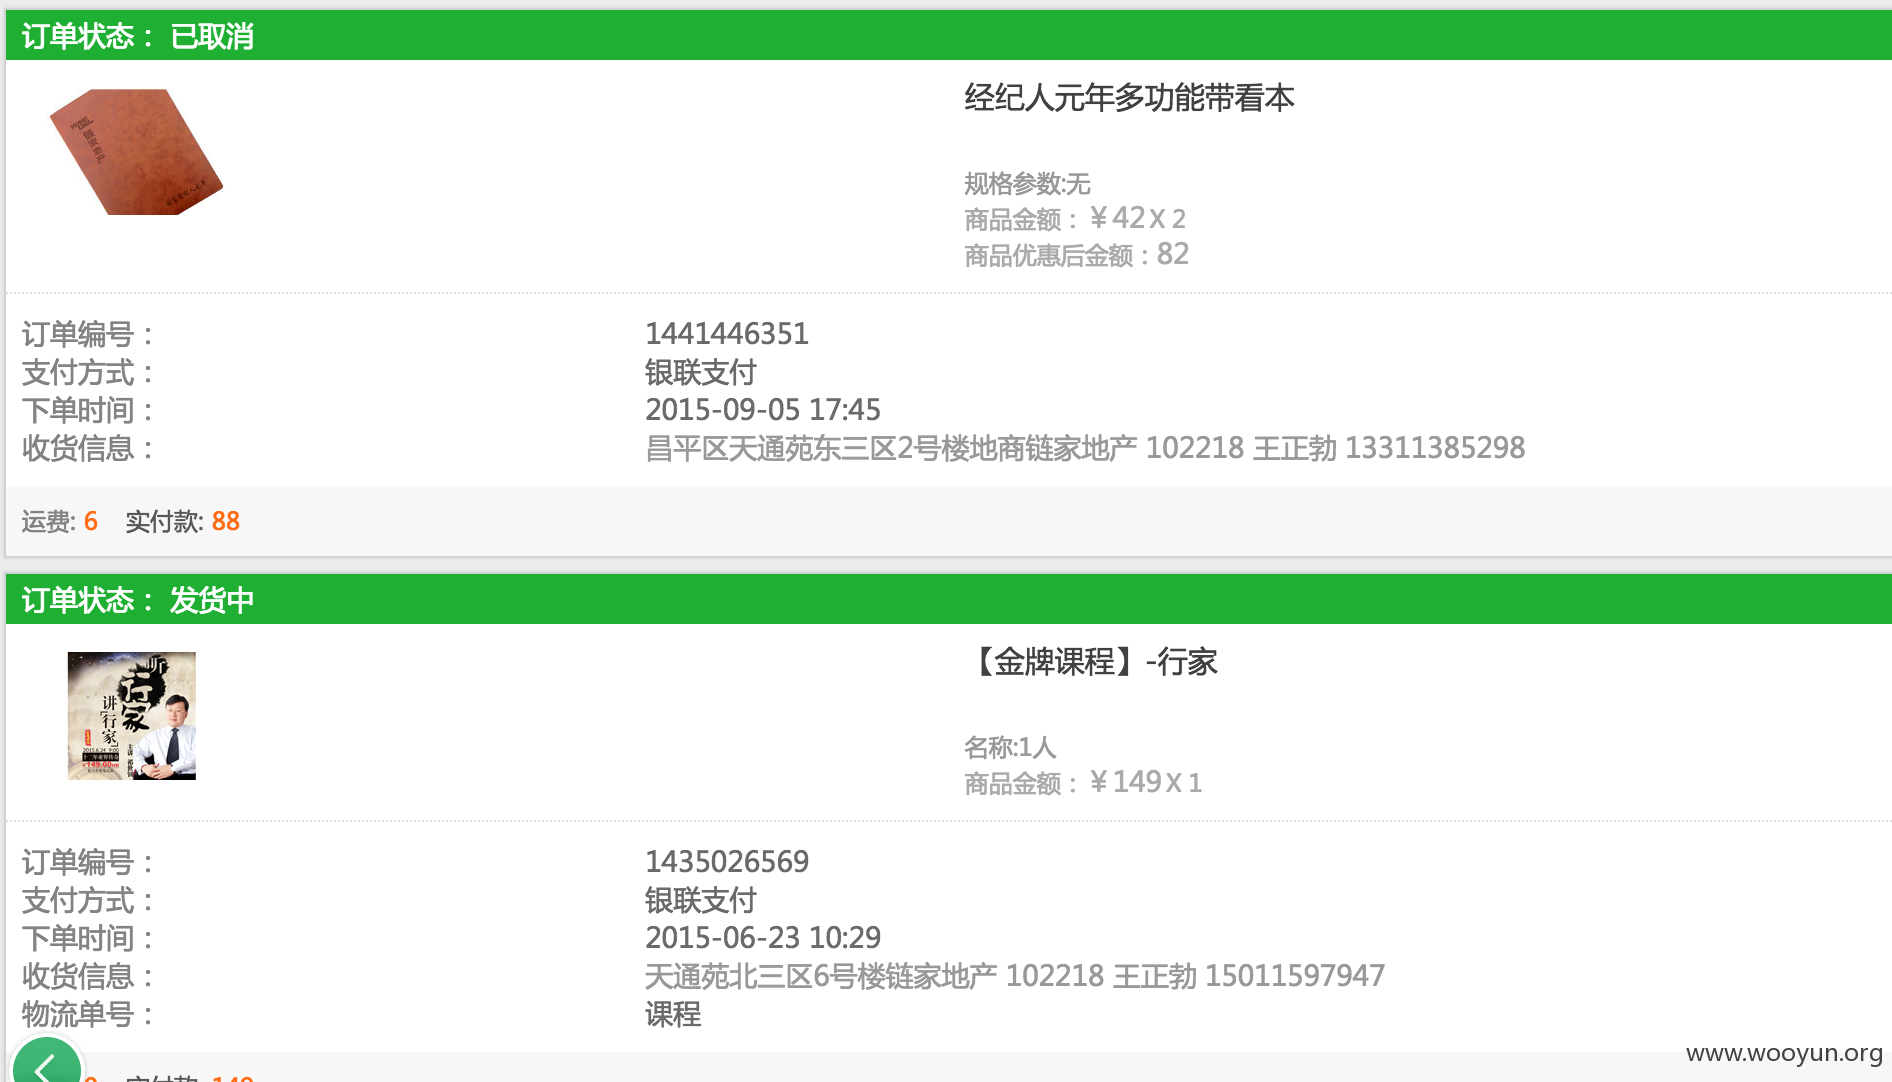 订单状态： 已取消
经纪人元年多功能带看本
规格参数:无
商品金额：￥42 X 2
商品优惠后金额：82
订单编号： 1441446351
支付方式： 银联支付
下单时间： 2015-09-05 17:45
收货信息： 昌平区天通苑东三区2号楼地商链家地产 102218 王正勃 13311385298
运费: 6 实付款: 88
订单状态： 发货中
【金牌课程】-行家
听
行家
讲「行家」
名称:1人
商品金额：￥149 X 1
订单编号： 1435026569
支付方式： 银联支付
下单时间： 2015-06-23 10:29
收货信息： 天通苑北三区6号楼链家地产 102218 王正勃 15011597947
物流单号： 课程
www.wooyun.org